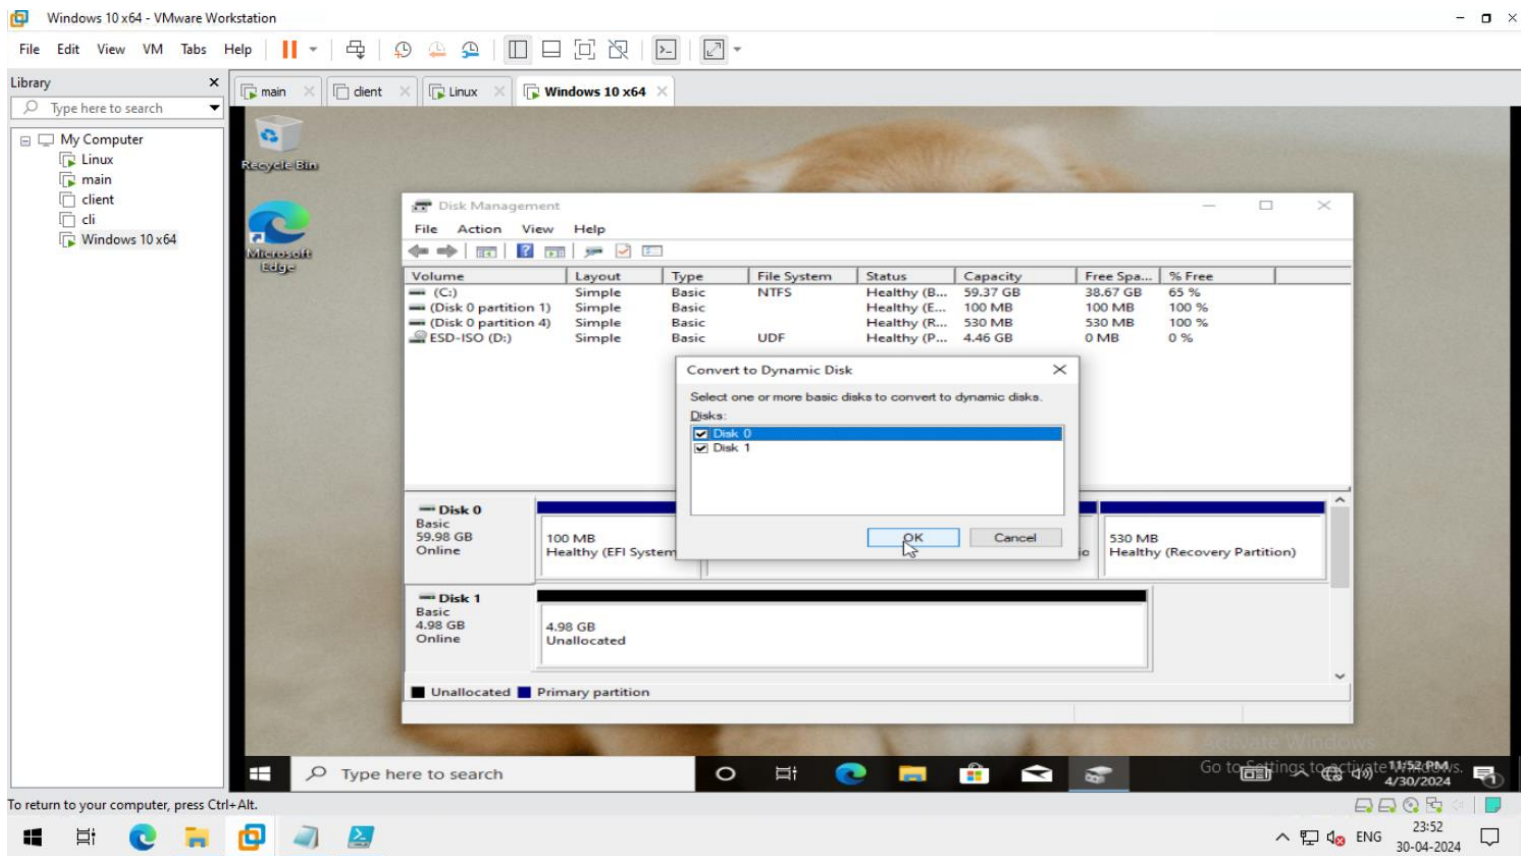 Windows 10 x64 - VMware Workstation
File Edit View VM Tabs Help
Library
Type here to search
My Computer
Linux
main
client
cli
Windows 10 x64
main client Linux Windows 10 x64
Recycle Bin
Microsoft Edge
Disk Management
File Action View Help
Volume Layout Type File System Status Capacity Free Spa... % Free
(C:) Simple Basic NTFS Healthy (B... 59.37 GB 38.67 GB 65 %
(Disk 0 partition 1) Simple Basic Healthy (E... 100 MB 100 MB 100 %
(Disk 0 partition 4) Simple Basic Healthy (R... 530 MB 530 MB 100 %
ESD-ISO (D:) Simple Basic UDF Healthy (P... 4.46 GB 0 MB 0 %
Convert to Dynamic Disk
Select one or more basic disks to convert to dynamic disks.
Disks:
Disk 0
Disk 1
OK Cancel
Disk 0
Basic
59.98 GB
Online
100 MB
Healthy (EFI System
530 MB
Healthy (Recovery Partition)
Disk 1
Basic
4.98 GB
Online
4.98 GB
Unallocated
Unallocated Primary partition
Activate Windows
Go to Settings to activate Windows.
Type here to search
11:52 PM
4/30/2024
To return to your computer, press Ctrl+Alt.
ENG
23:52
30-04-2024